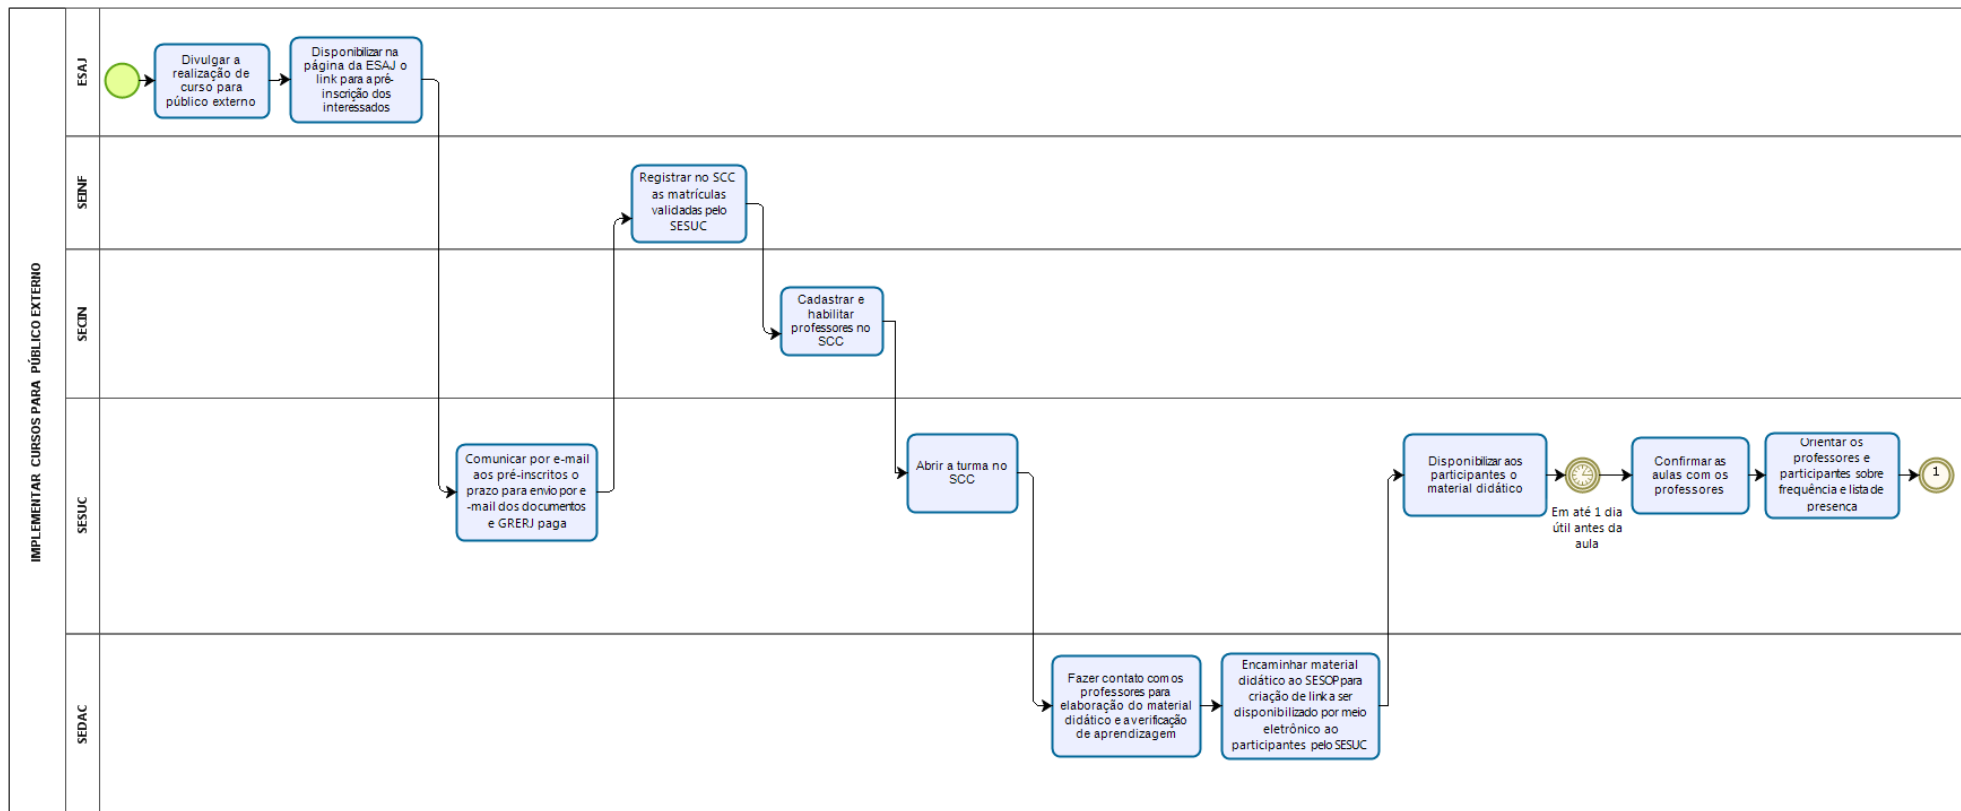 IMPLEMENTAR CURSOS PARA PÚBLICO EXTERNO
ESAJ
Divulgar a
realização de
curso para
público externo
Disponibilizar na
página da ESAJ o
link para a pré-
inscrição dos
interessados
SEINF
Registrar no SCC
as matrículas
validadas pelo
SESUC
SECIN
Cadastrar e
habilitar
professores no
SCC
SESUC
Comunicar por e-mail
aos pré-inscritos o
prazo para envio por e
-mail dos documentos
e GRERJ paga
Abrir a turma no
SCC
Disponibilizar aos
participantes o
material didático
Em até 1 dia
útil antes da
aula
Confirmar as
aulas com os
professores
Orientar os
professores e
participantes sobre
frequência e lista de
presença
1
SEDAC
Fazer contato com os
professores para
elaboração do material
didático e a verificação
de aprendizagem
Encaminhar material
didático ao SESOP para
criação de link a ser
disponibilizado por meio
eletrônico ao
participantes pelo SESUC